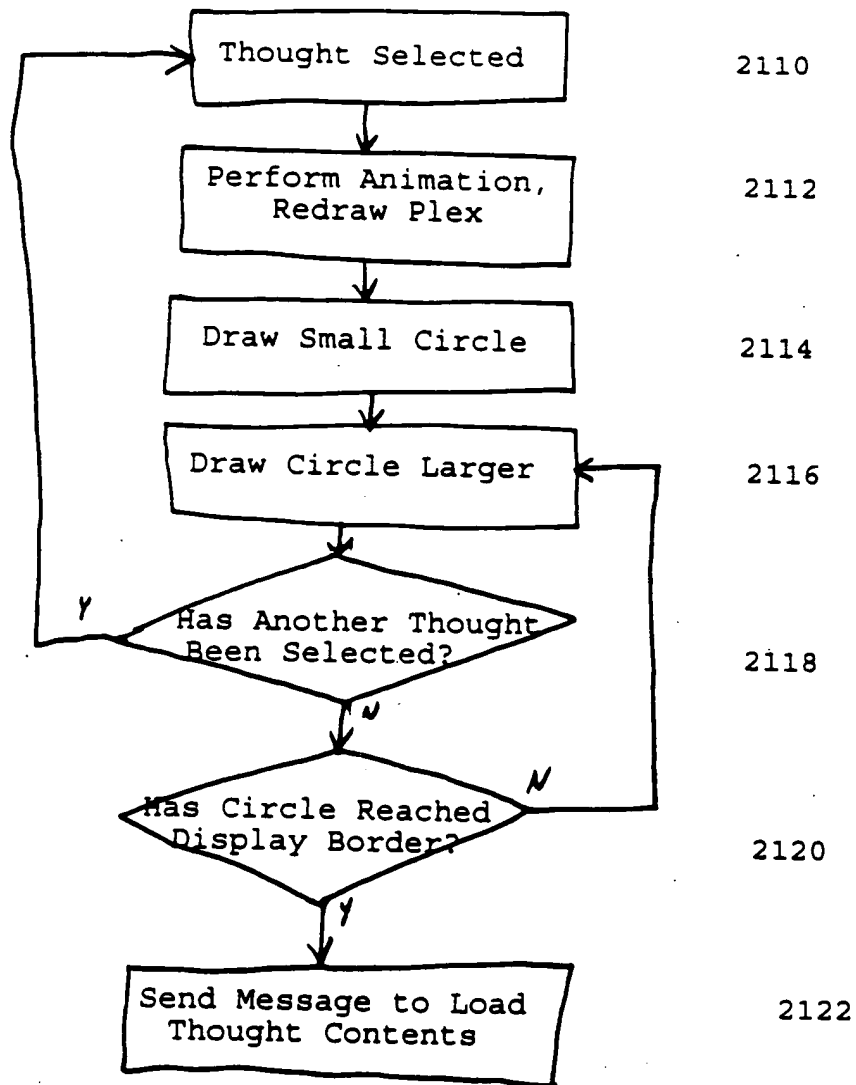 Thought Selected
2110
Perform Animation,
Redraw Plex
2112
Draw Small Circle
2114
Draw Circle Larger
2116
Y
Has Another Thought
Been Selected?
2118
N
N
Has Circle Reached
Display Border?
2120
Y
Send Message to Load
Thought Contents
2122